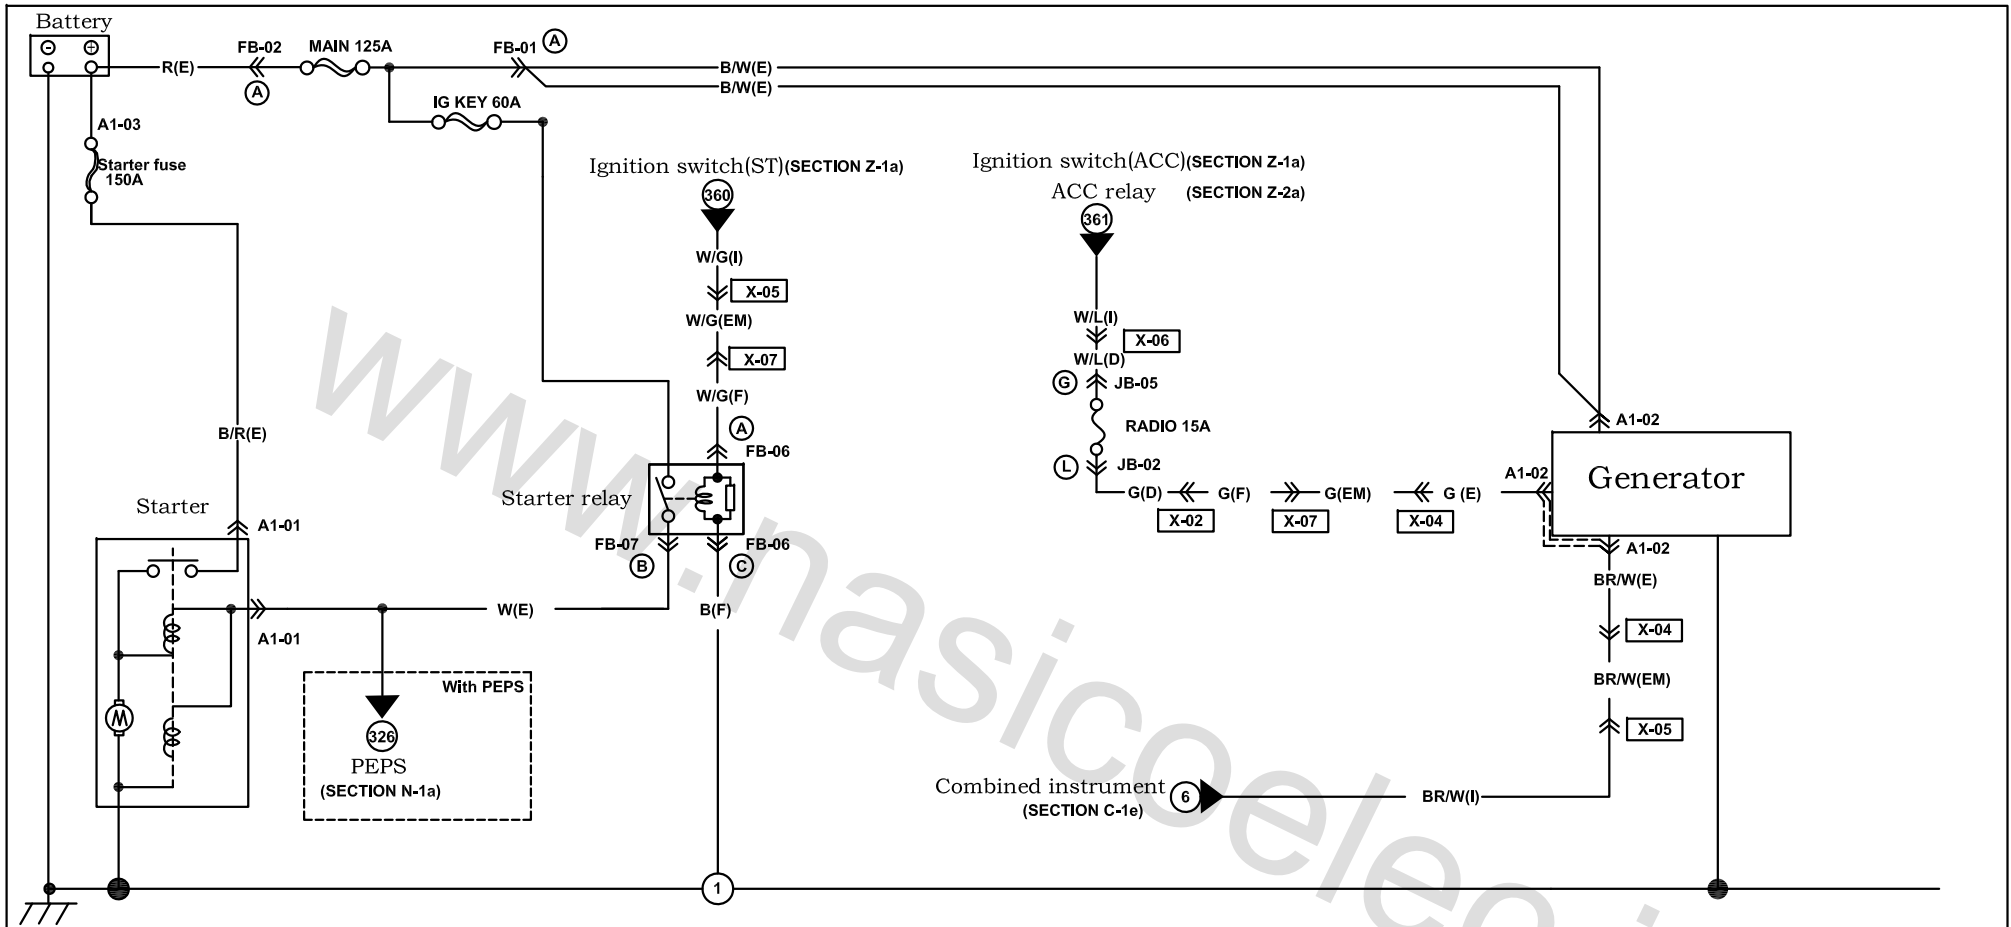 Battery
FB-02
MAIN 125A
FB-01
A
R(E)
B/W(E)
B/W(E)
A
IG KEY 60A
A1-03
Starter fuse
150A
Ignition switch(ST)(SECTION Z-1a)
360
W/G(I)
X-05
W/G(EM)
X-07
W/G(F)
A
FB-06
Ignition switch(ACC)(SECTION Z-1a)
ACC relay (SECTION Z-2a)
361
W/L(I)
X-06
W/L(D)
G
JB-05
RADIO 15A
L
JB-02
G(D)
G(F)
G(EM)
G (E)
X-02
X-07
X-04
A1-02
A1-02
Generator
A1-02
BR/W(E)
X-04
BR/W(EM)
X-05
BR/W(I)
Combined instrument
(SECTION C-1e)
6
B/R(E)
Starter
A1-01
Starter relay
FB-07
FB-06
B
C
W(E)
B(F)
A1-01
M
With PEPS
326
PEPS
(SECTION N-1a)
1
www.nasicoelec.i